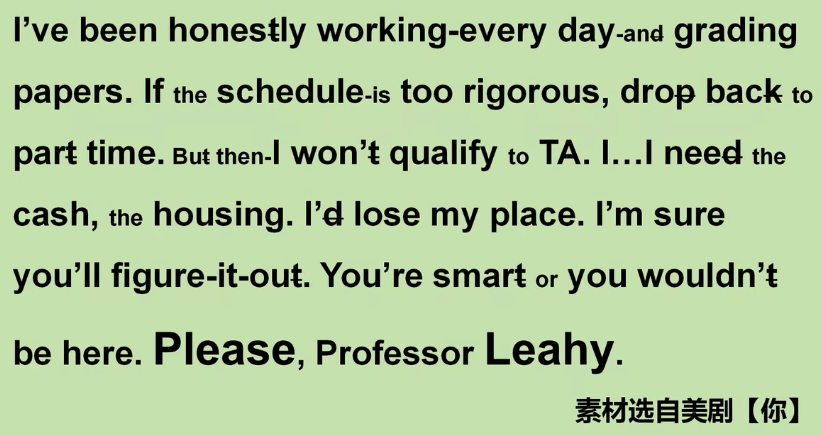 I've been honestly working-every day-and grading
papers. If the schedule-is too rigorous, drop back to
part time. But then-I won't qualify to TA. I…I need the
cash, the housing. I'd lose my place. I'm sure
you'll figure-it-out. You're smart or you wouldn't
be here. Please, Professor Leahy.
素材选自美剧【你】